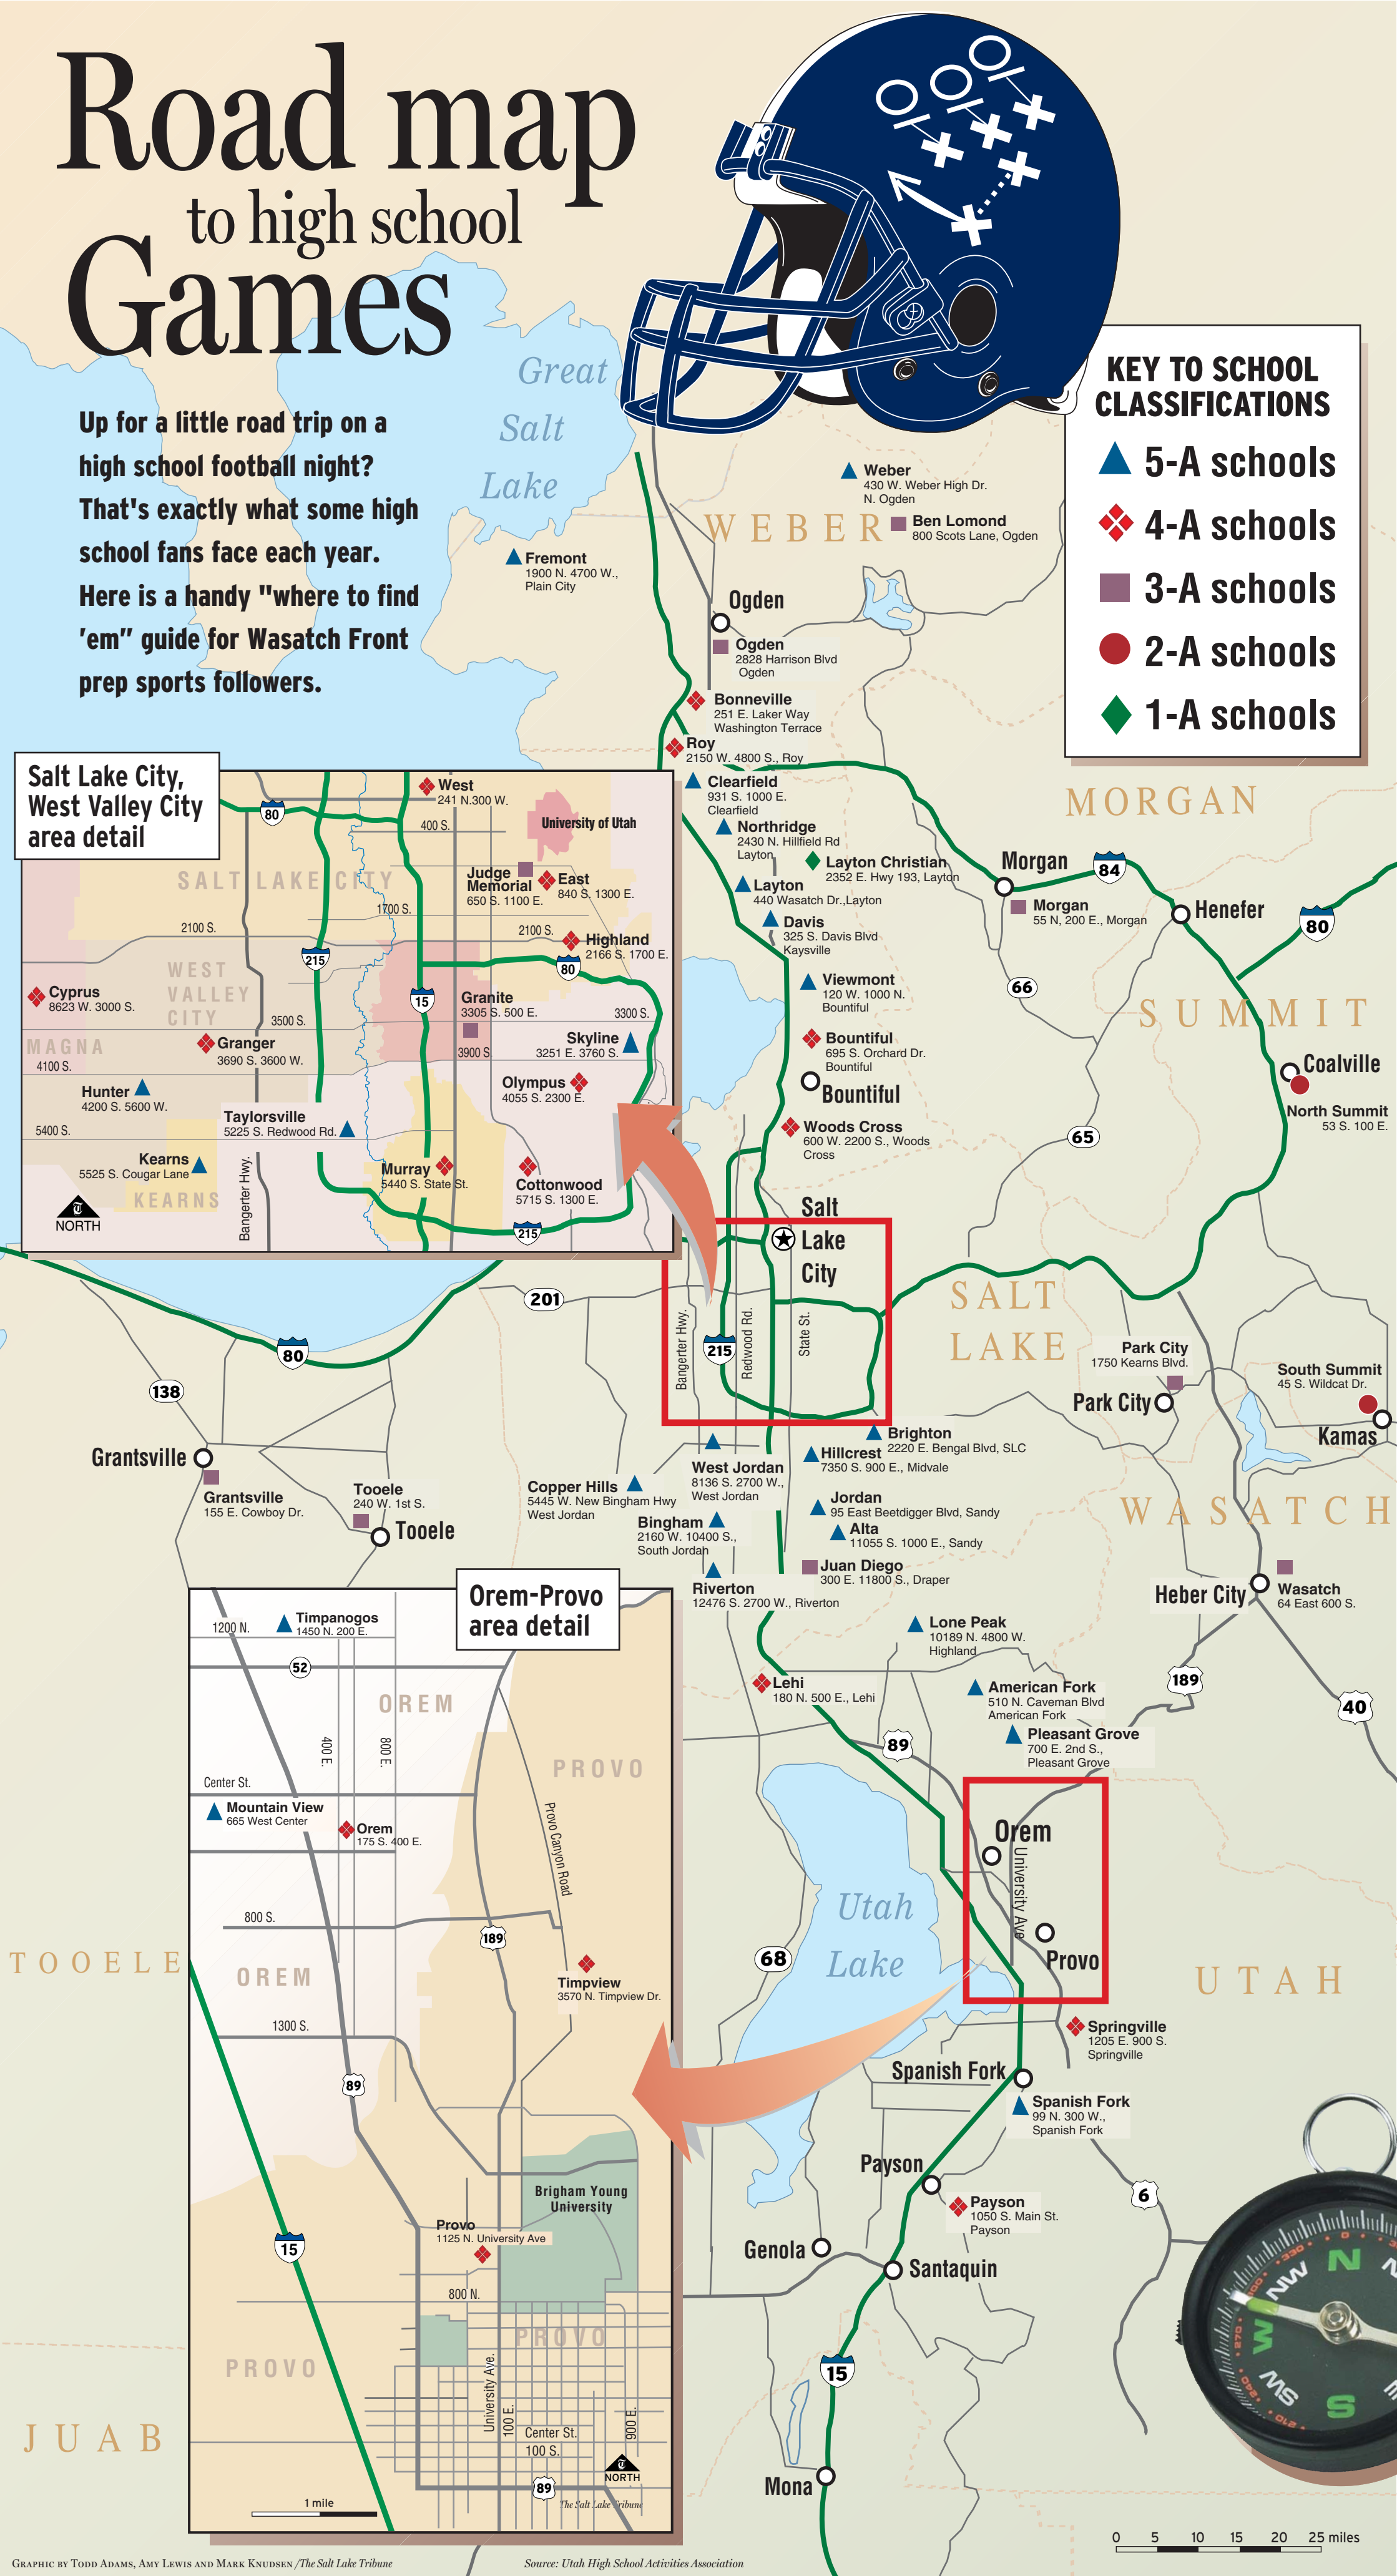 Road map
to high school
Games
Up for a little road trip on a
high school football night?
That's exactly what some high
school fans face each year.
Here is a handy "where to find
'em" guide for Wasatch Front
prep sports followers.
KEY TO SCHOOL
CLASSIFICATIONS
5-A schools
4-A schools
3-A schools
2-A schools
1-A schools
Great
Salt
Lake
WEBER
Weber
430 W. Weber High Dr.
N. Ogden
Ben Lomond
800 Scots Lane, Ogden
Fremont
1900 N. 4700 W.,
Plain City
Ogden
Ogden
2828 Harrison Blvd
Ogden
Bonneville
251 E. Laker Way
Washington Terrace
Roy
2150 W. 4800 S., Roy
Clearfield
931 S. 1000 E.
Clearfield
Northridge
2430 N. Hillfield Rd
Layton
Layton Christian
2352 E. Hwy 193, Layton
Layton
440 Wasatch Dr.,Layton
Davis
325 S. Davis Blvd
Kaysville
Viewmont
120 W. 1000 N.
Bountiful
Bountiful
695 S. Orchard Dr.
Bountiful
Bountiful
Woods Cross
600 W. 2200 S., Woods
Cross
MORGAN
Morgan
84
Morgan
55 N, 200 E., Morgan
Henefer
80
66
SUMMIT
Coalville
North Summit
53 S. 100 E.
65
Salt Lake City,
West Valley City
area detail
80
West
241 N.300 W.
400 S.
University of Utah
SALT LAKE CITY
Judge
Memorial
650 S. 1100 E.
East
840 S. 1300 E.
1700 S.
2100 S.
2100 S.
Highland
2166 S. 1700 E.
215
80
WEST
VALLEY
CITY
Cyprus
8623 W. 3000 S.
15
Granite
3305 S. 500 E.
3500 S.
3300 S.
MAGNA
Granger
3690 S. 3600 W.
Skyline
3251 E. 3760 S.
3900 S
4100 S.
Hunter
4200 S. 5600 W.
Olympus
4055 S. 2300 E.
Taylorsville
5225 S. Redwood Rd.
5400 S.
Kearns
5525 S. Cougar Lane
KEARNS
Murray
5440 S. State St.
Cottonwood
5715 S. 1300 E.
Bangerter Hwy.
NORTH
215
Salt
Lake
City
Bangerter Hwy.
215
Redwood Rd.
State St.
SALT
LAKE
201
80
138
Park City
1750 Kearns Blvd.
Park City
South Summit
45 S. Wildcat Dr.
Kamas
Grantsville
Grantsville
155 E. Cowboy Dr.
Tooele
240 W. 1st S.
Tooele
Brighton
2220 E. Bengal Blvd, SLC
Hillcrest
7350 S. 900 E., Midvale
West Jordan
8136 S. 2700 W.,
West Jordan
Copper Hills
5445 W. New Bingham Hwy
West Jordan
Jordan
95 East Beetdigger Blvd, Sandy
Bingham
2160 W. 10400 S.,
South Jordan
Alta
11055 S. 1000 E., Sandy
Juan Diego
300 E. 11800 S., Draper
Riverton
12476 S. 2700 W., Riverton
WASATCH
Heber City
Wasatch
64 East 600 S.
189
40
Lone Peak
10189 N. 4800 W.
Highland
Lehi
180 N. 500 E., Lehi
American Fork
510 N. Caveman Blvd
American Fork
Pleasant Grove
700 E. 2nd S.,
Pleasant Grove
89
Orem
University Ave
Provo
Utah
Lake
68
UTAH
TOOELE
JUAB
Springville
1205 E. 900 S.
Springville
Spanish Fork
Spanish Fork
99 N. 300 W.,
Spanish Fork
Payson
Payson
1050 S. Main St.
Payson
6
Genola
Santaquin
15
Mona
Orem-Provo
area detail
Timpanogos
1450 N. 200 E.
1200 N.
52
OREM
400 E.
800 E.
PROVO
Center St.
Mountain View
665 West Center
Orem
175 S. 400 E.
Provo Canyon Road
800 S.
189
OREM
Timpview
3570 N. Timpview Dr.
1300 S.
89
Brigham Young
University
Provo
1125 N. University Ave
15
800 N.
PROVO
PROVO
University Ave.
100 E.
900 E.
Center St.
100 S.
NORTH
89
The Salt Lake Tribune
1 mile
N
NW
W
SW
S
300
330
0
270
240
210
0 5 10 15 20 25 miles
GRAPHIC BY TODD ADAMS, AMY LEWIS AND MARK KNUDSEN /The Salt Lake Tribune
Source: Utah High School Activities Association